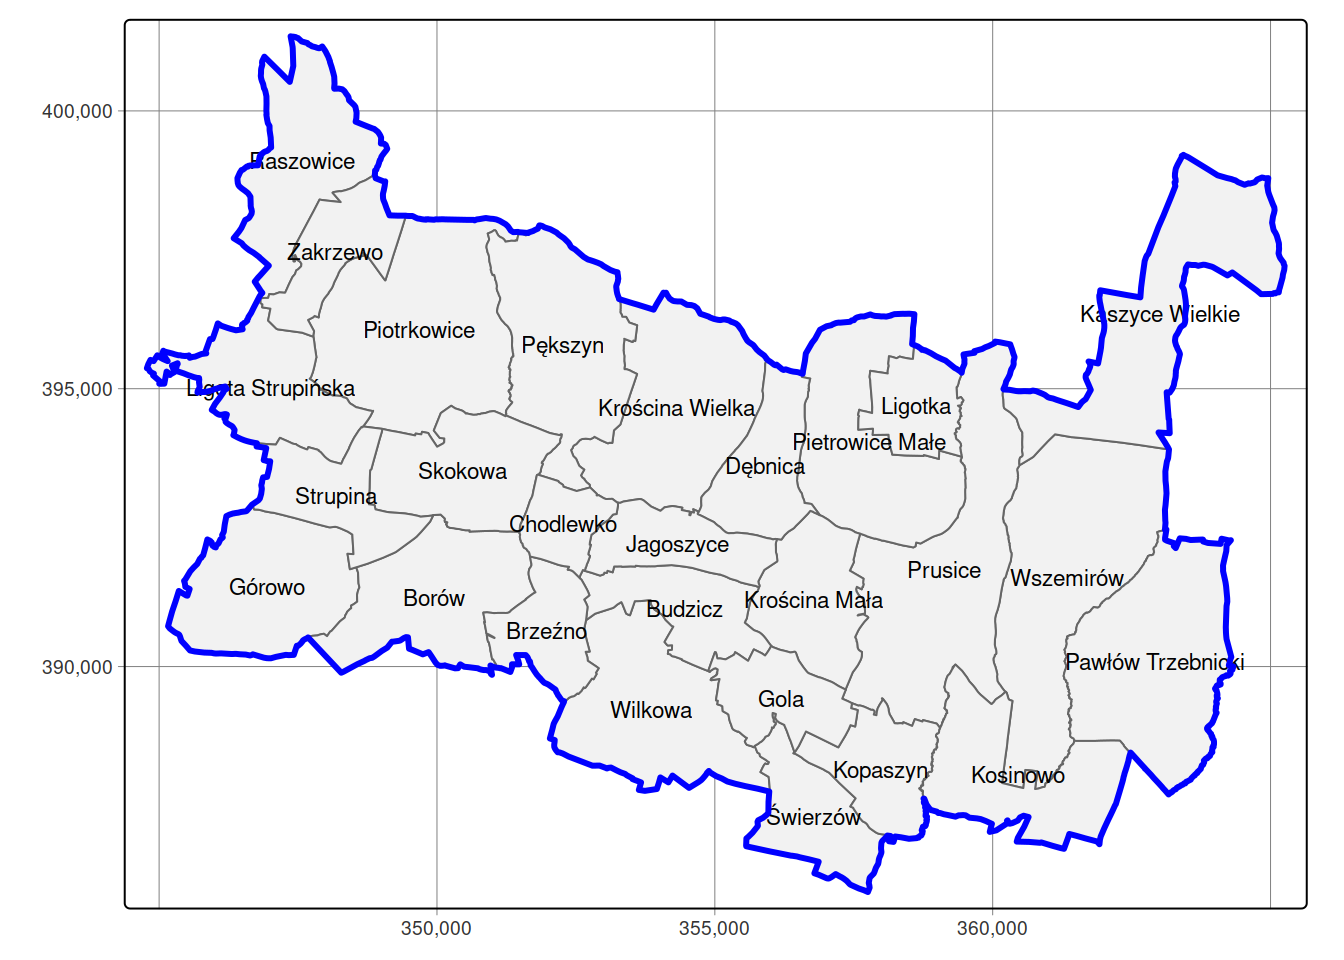 400,000
Raszowice
Zakrzewo
Kaszyce Wielkie
Piotrkowice
Pększyn
395,000
Ligota Strupińska
Ligotka
Krościna Wielka
Pietrowice Małe
Dębnica
Skokowa
Strupina
Chodlewko
Jagoszyce
Prusice
Wszemirów
Górowo
Borów
Krościna Mała
Budzicz
Brzeźno
390,000
Pawłów Trzebnicki
Gola
Wilkowa
Kopaszyn
Kosinowo
Świerzów
350,000
355,000
360,000